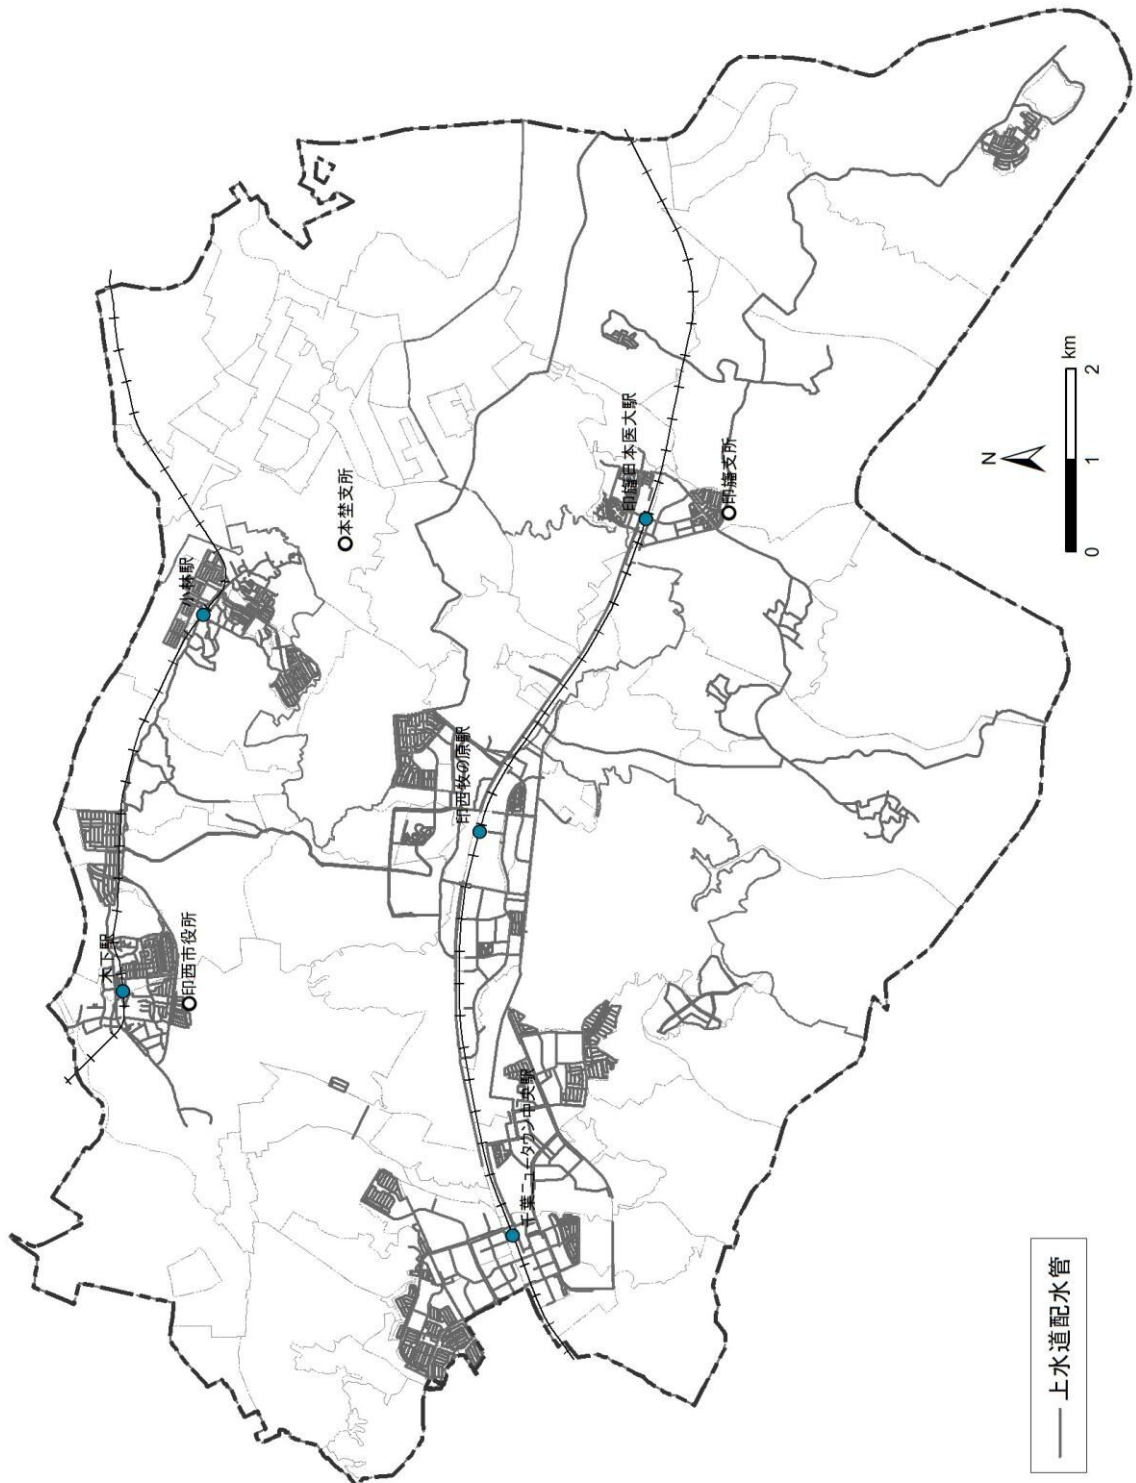 木下駅
印西市役所
小林駅
本埜支所
千葉ニュータウン中央駅
印西牧の原駅
印旛日本医大駅
印旛支所
N
0 1 2 km
上水道配水管